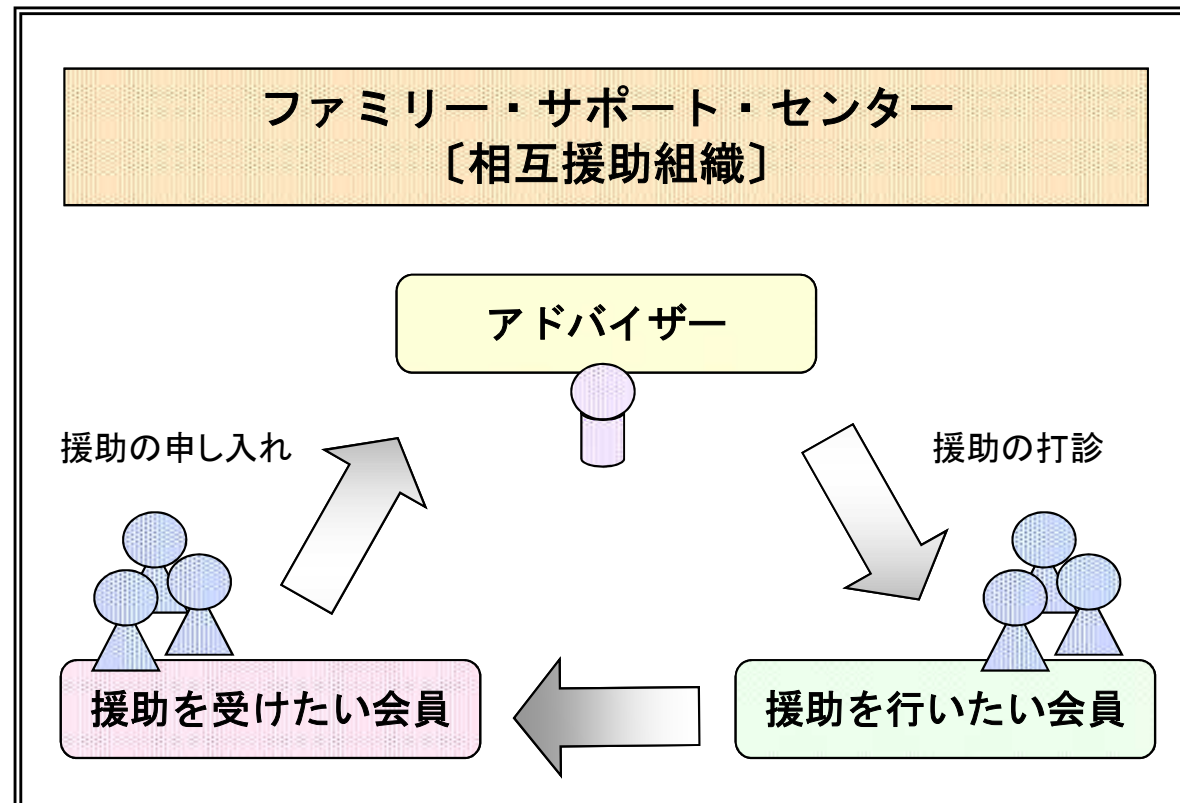 ファミリー・サポート・センター
〔相互援助組織〕
アドバイザー
援助の申し入れ
援助の打診
援助を受けたい会員
援助を行いたい会員